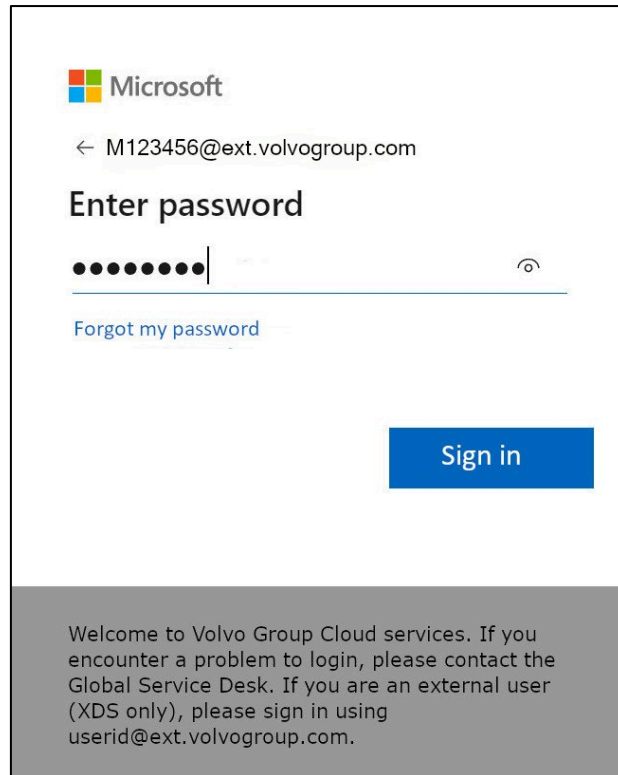 Microsoft
← M123456@ext.volvogroup.com
Enter password
●●●●●●●●
Forgot my password
Sign in
Welcome to Volvo Group Cloud services. If you
encounter a problem to login, please contact the
Global Service Desk. If you are an external user
(XDS only), please sign in using
userid@ext.volvogroup.com.